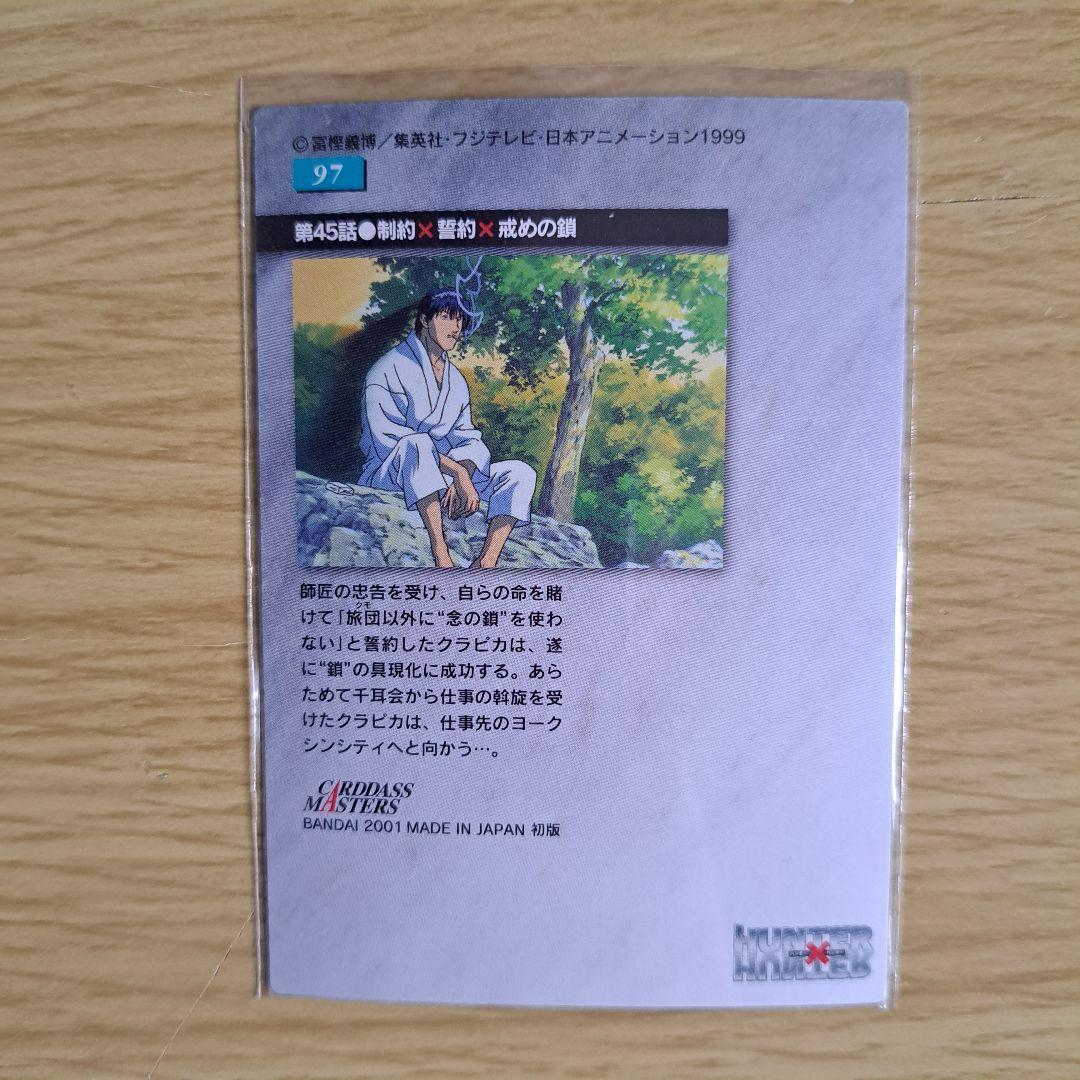 ©冨樫義博／集英社・フジテレビ・日本アニメーション1999
97
第45話●制約×誓約×戒めの鎖
師匠の忠告を受け、自らの命を賭
けて「旅団以外に“念の鎖”を使わ
クモ
ない」と誓約したクラピカは、遂
に“鎖”の具現化に成功する。あら
ためて千耳会から仕事の斡旋を受
けたクラピカは、仕事先のヨーク
シンシティへと向かう…。
CARDDASS
MASTERS
BANDAI 2001 MADE IN JAPAN 初版
HUNTER
×
HUNTER